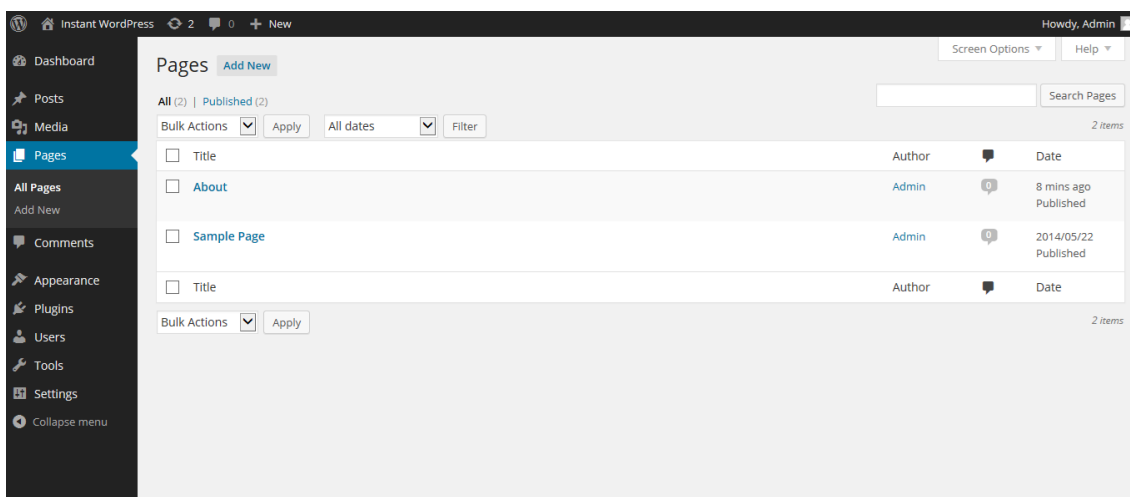 Instant WordPress 2 0 New Howdy, Admin
Screen Options Help
Dashboard
Posts
Media
Pages
All Pages
Add New
Comments
Appearance
Plugins
Users
Tools
Settings
Collapse menu
Pages Add New
All (2) | Published (2)
Search Pages
Bulk Actions Apply All dates Filter 2 items
Title Author Date
About Admin 0 8 mins ago
Published
Sample Page Admin 0 2014/05/22
Published
Title Author Date
Bulk Actions Apply 2 items